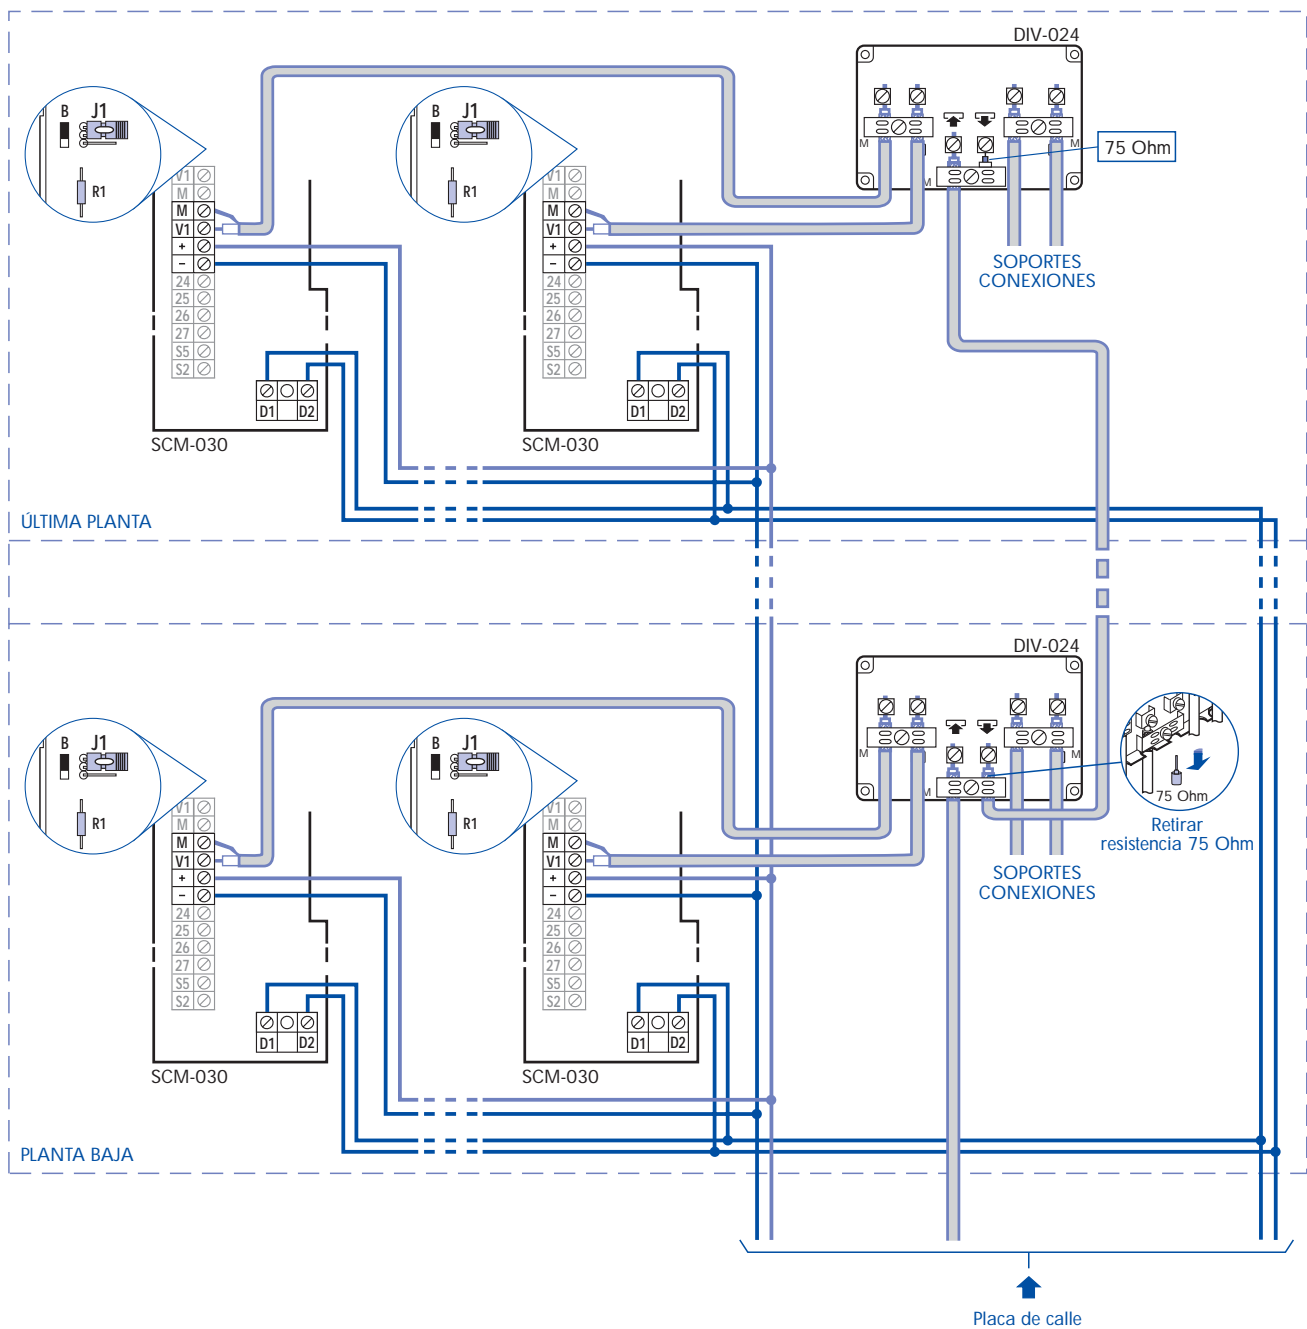 DIV-024
B J1
R1
B J1
R1
75 Ohm
M
M
M
V1
M
M
V1
+
-
24
25
26
27
S5
S2
D1 D2
SCM-030
V1
M
M
V1
+
-
24
25
26
27
S5
S2
D1 D2
SCM-030
SOPORTES
CONEXIONES
ÚLTIMA PLANTA
DIV-024
B J1
R1
B J1
R1
M
M
M
75 Ohm
Retirar
resistencia 75 Ohm
V1
M
M
V1
+
-
24
25
26
27
S5
S2
D1 D2
SCM-030
V1
M
M
V1
+
-
24
25
26
27
S5
S2
D1 D2
SCM-030
SOPORTES
CONEXIONES
PLANTA BAJA
Placa de calle